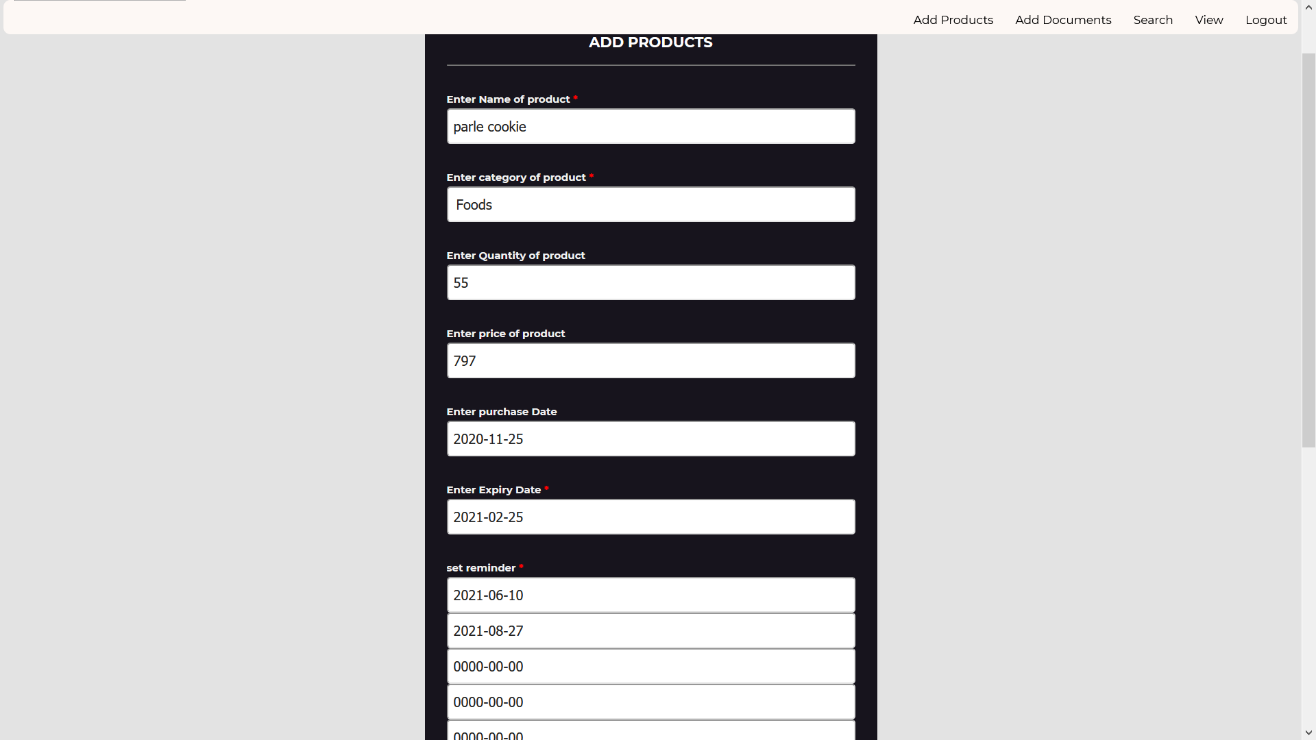 Add Products Add Documents Search View Logout
ADD PRODUCTS
Enter Name of product *
parle cookie
Enter category of product *
Foods
Enter Quantity of product
55
Enter price of product
797
Enter purchase Date
2020-11-25
Enter Expiry Date *
2021-02-25
set reminder *
2021-06-10
2021-08-27
0000-00-00
0000-00-00
0000-00-00